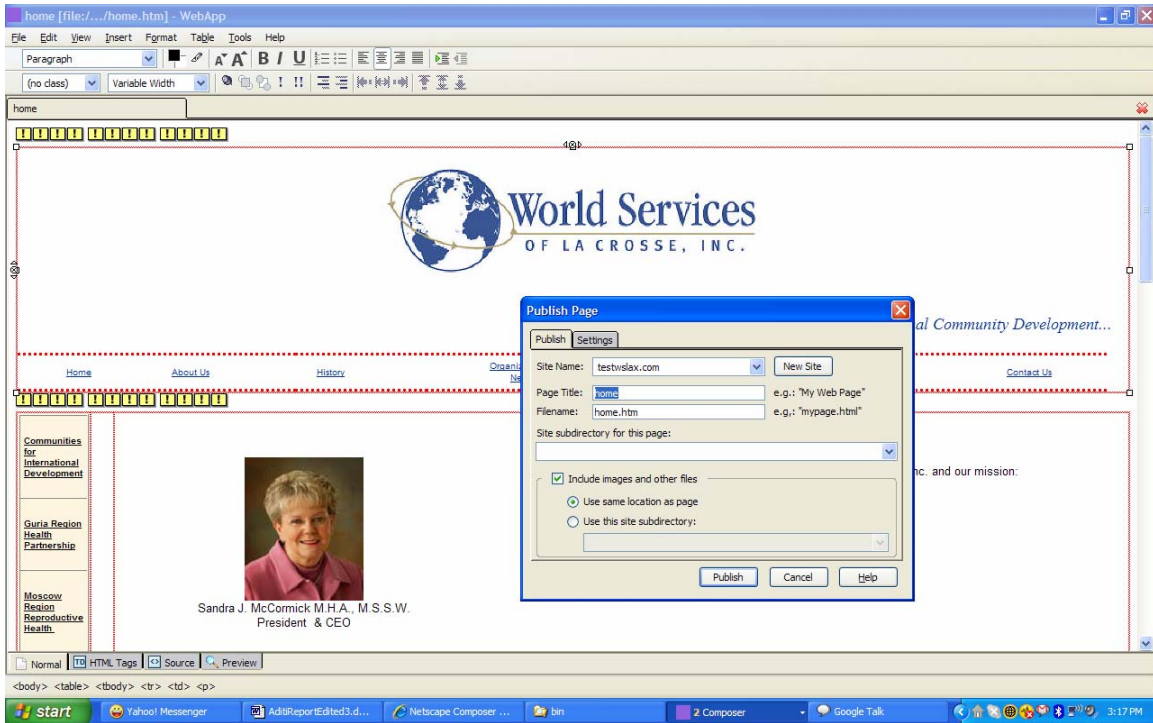 home [file:/.../home.htm] - WebApp
File Edit View Insert Format Table Tools Help
Paragraph
A A B I U
(no class) Variable Width
home
World Services
OF LA CROSSE, INC.
al Community Development...
Home About Us History Organi
Ne
Contact Us
Communities
for
International
Development
Guria Region
Health
Partnership
Moscow
Region
Reproductive
Health
nc. and our mission:
Sandra J. McCormick M.H.A., M.S.S.W.
President & CEO
Publish Page
Publish Settings
Site Name: testwslax.com New Site
Page Title: home e.g.: "My Web Page"
Filename: home.htm e.g,: "mypage.html"
Site subdirectory for this page:
Include images and other files
Use same location as page
Use this site subdirectory:
Publish Cancel Help
Normal TD HTML Tags Source Preview
<body> <table> <tbody> <tr> <td> <p>
start Yahoo! Messenger AditiReportEdited3.d... Netscape Composer ... bin 2 Composer Google Talk 3:17 PM